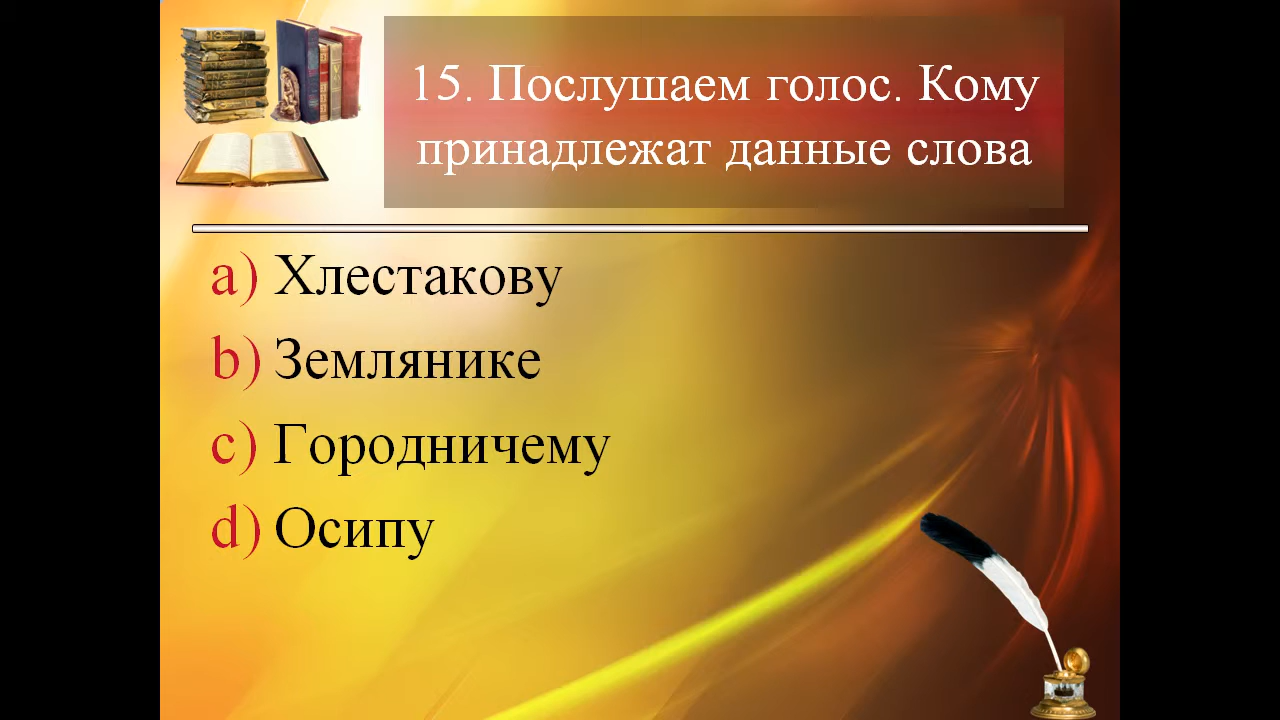 15. Послушаем голос. Кому
принадлежат данные слова
a) Хлестакову
b) Землянике
c) Городничему
d) Осипу